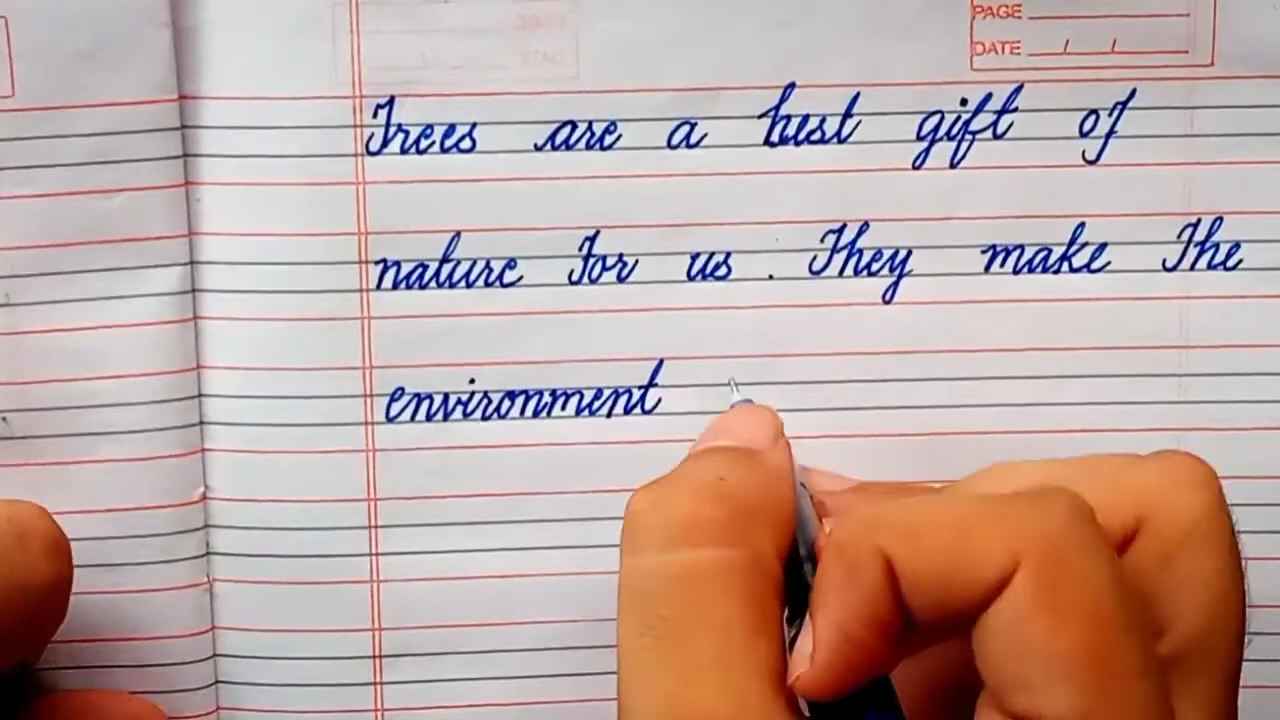 PAGE
DATE / /
Trees are a best gift of
nature for us . They make The
environment